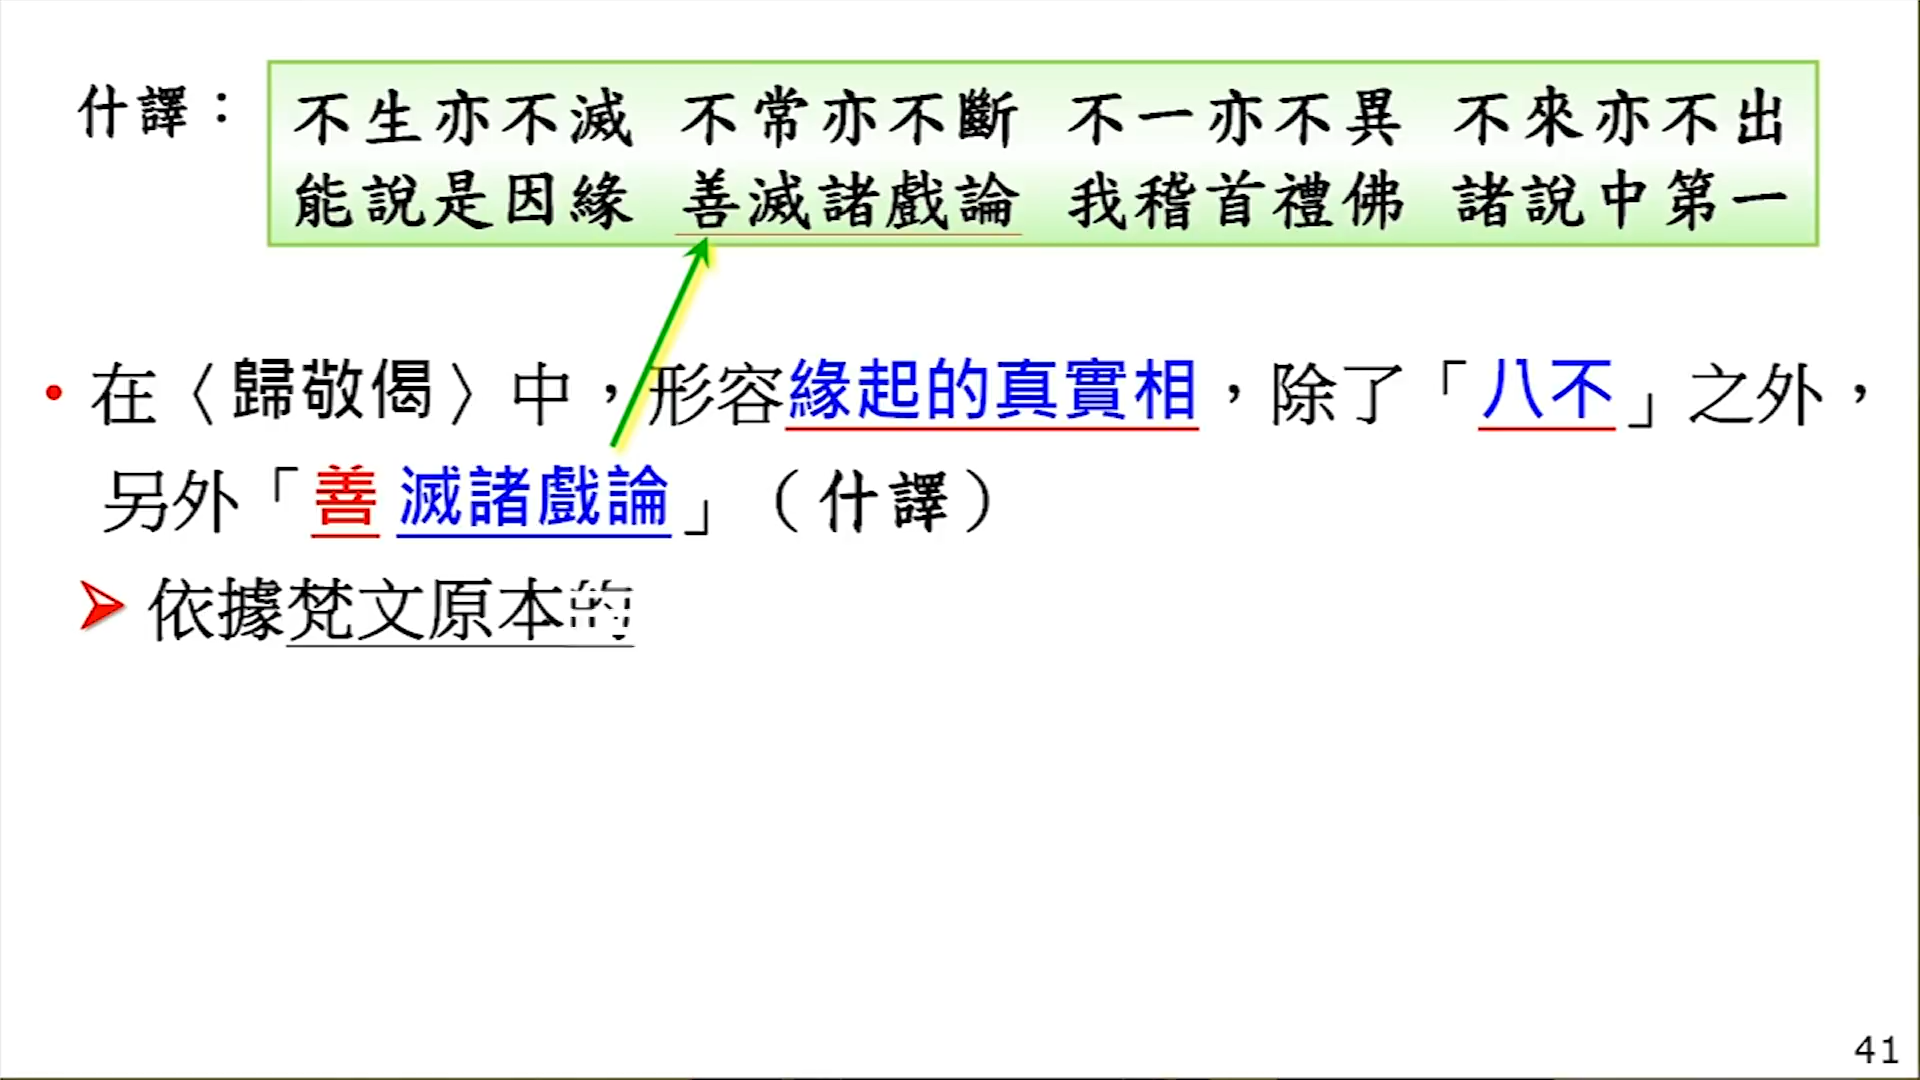 什譯：
不生亦不滅 不常亦不斷 不一亦不異 不來亦不出
能說是因緣 善滅諸戲論 我稽首禮佛 諸說中第一
• 在〈歸敬偈〉中，形容緣起的真實相，除了「八不」之外，
另外「善 滅諸戲論」（什譯）
➢ 依據梵文原本的
41